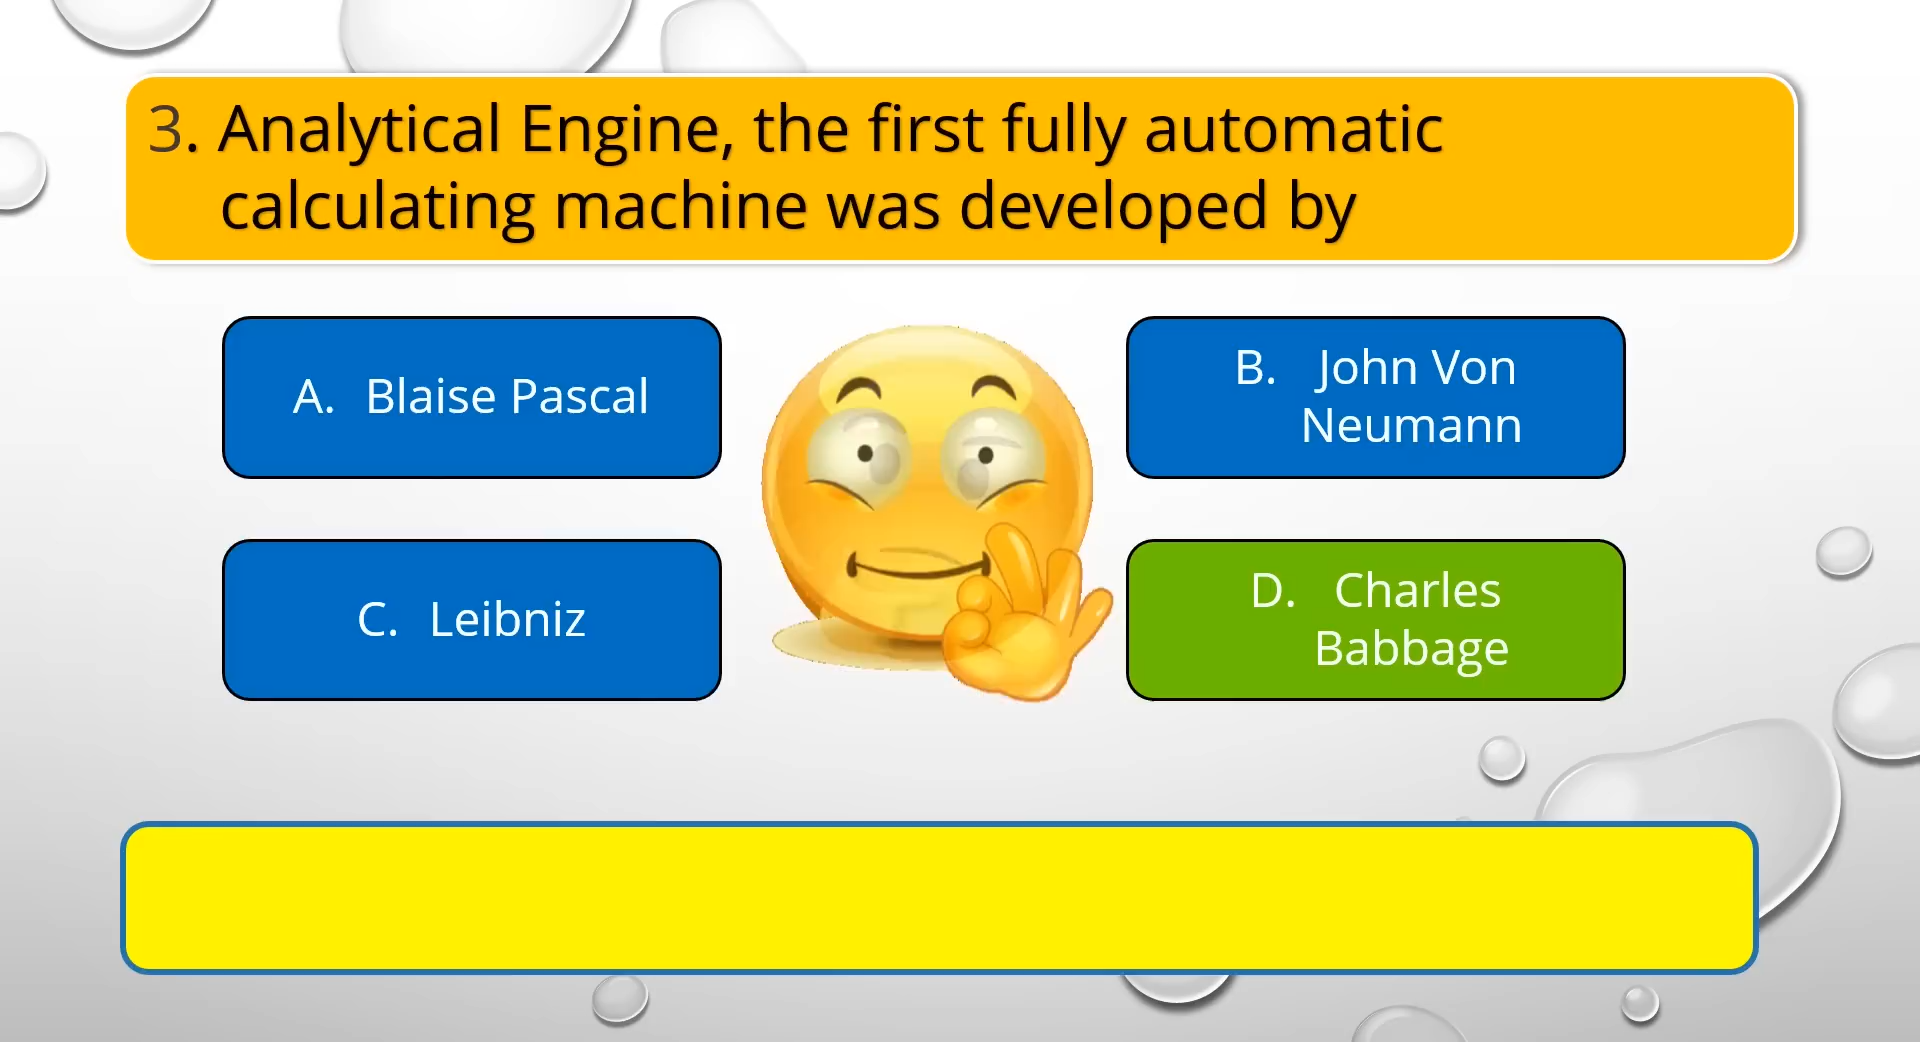 3. Analytical Engine, the first fully automatic
calculating machine was developed by
A. Blaise Pascal
B. John Von
Neumann
C. Leibniz
D. Charles
Babbage